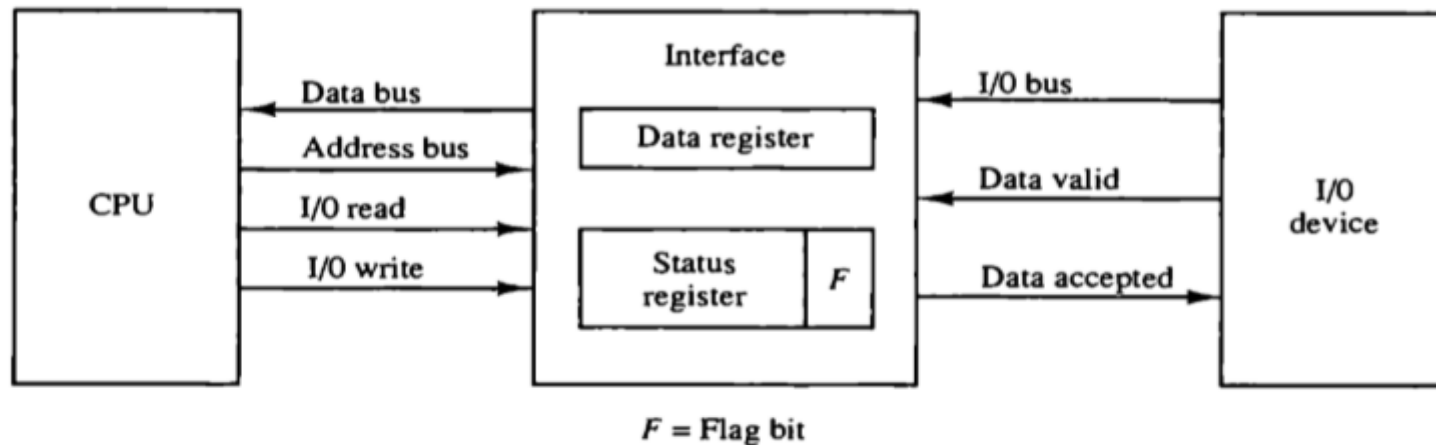 Interface
Data bus
I/O bus
Data register
Address bus
Data valid
CPU
I/O read
I/O
device
Status
register
F
I/O write
Data accepted
F = Flag bit